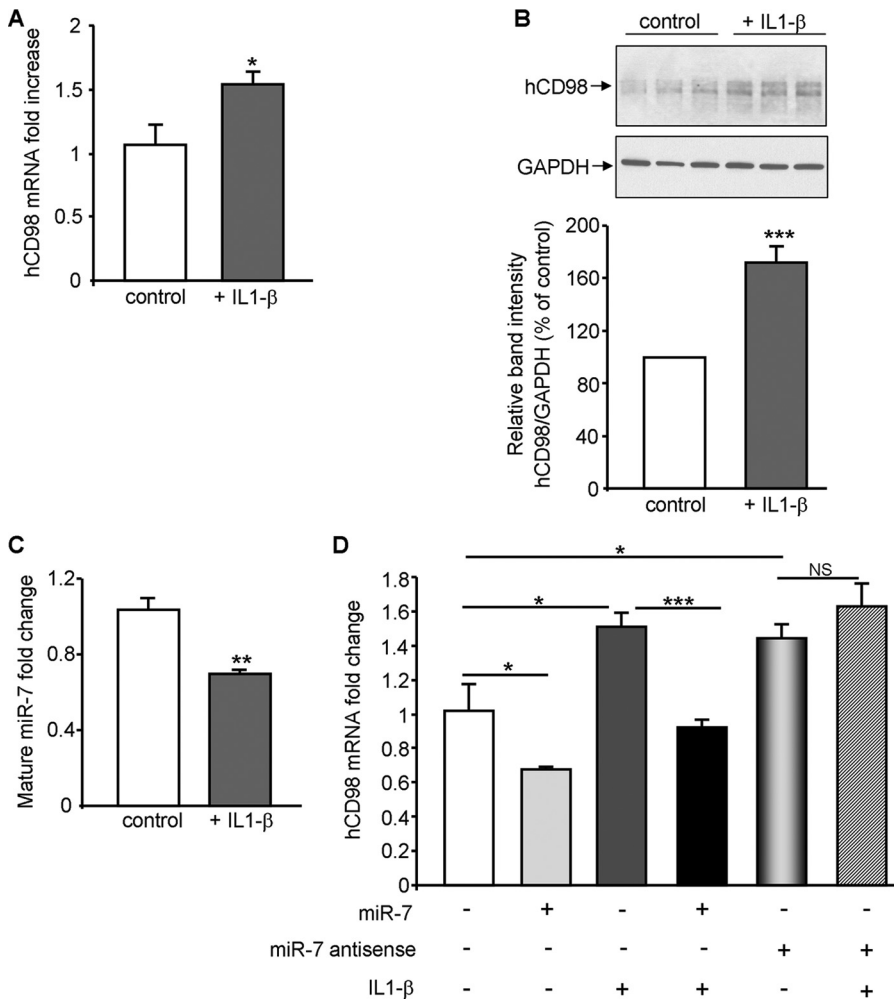 A
hCD98 mRNA fold increase
2
1.5
1
0.5
0
*
control + IL1-β
B
control + IL1-β
hCD98
GAPDH
Relative band intensity
hCD98/GAPDH (% of control)
200
160
120
80
40
0
***
control + IL1-β
C
Mature miR-7 fold change
1.2
0.8
0.4
0
**
control + IL1-β
D
hCD98 mRNA fold change
1.8
1.6
1.4
1.2
1
0.8
0.6
0.4
0.2
0
*
NS
* ***
*
miR-7 - + - + - -
miR-7 antisense - - - - + +
IL1-β - - + + - +